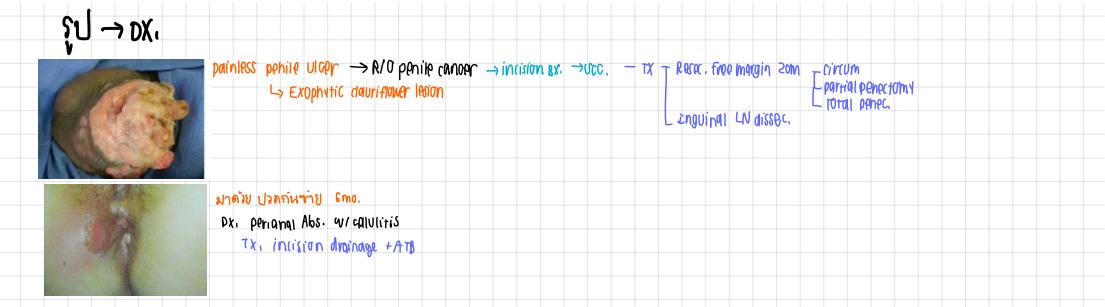 รูป → DX.
painless penile ulcer → R/O penile cancer → incision BX. → SCC. — TX Resec. free margin 2cm circum
↳ Exophytic cauriflower lesion
partial penectomy
Total penec.
Inguinal LN dissec.
มาด้วย ปวดก้นซ้าย 6mo.
DX. perianal Abs. w/ celulitis
TX. incision drainage + ATB